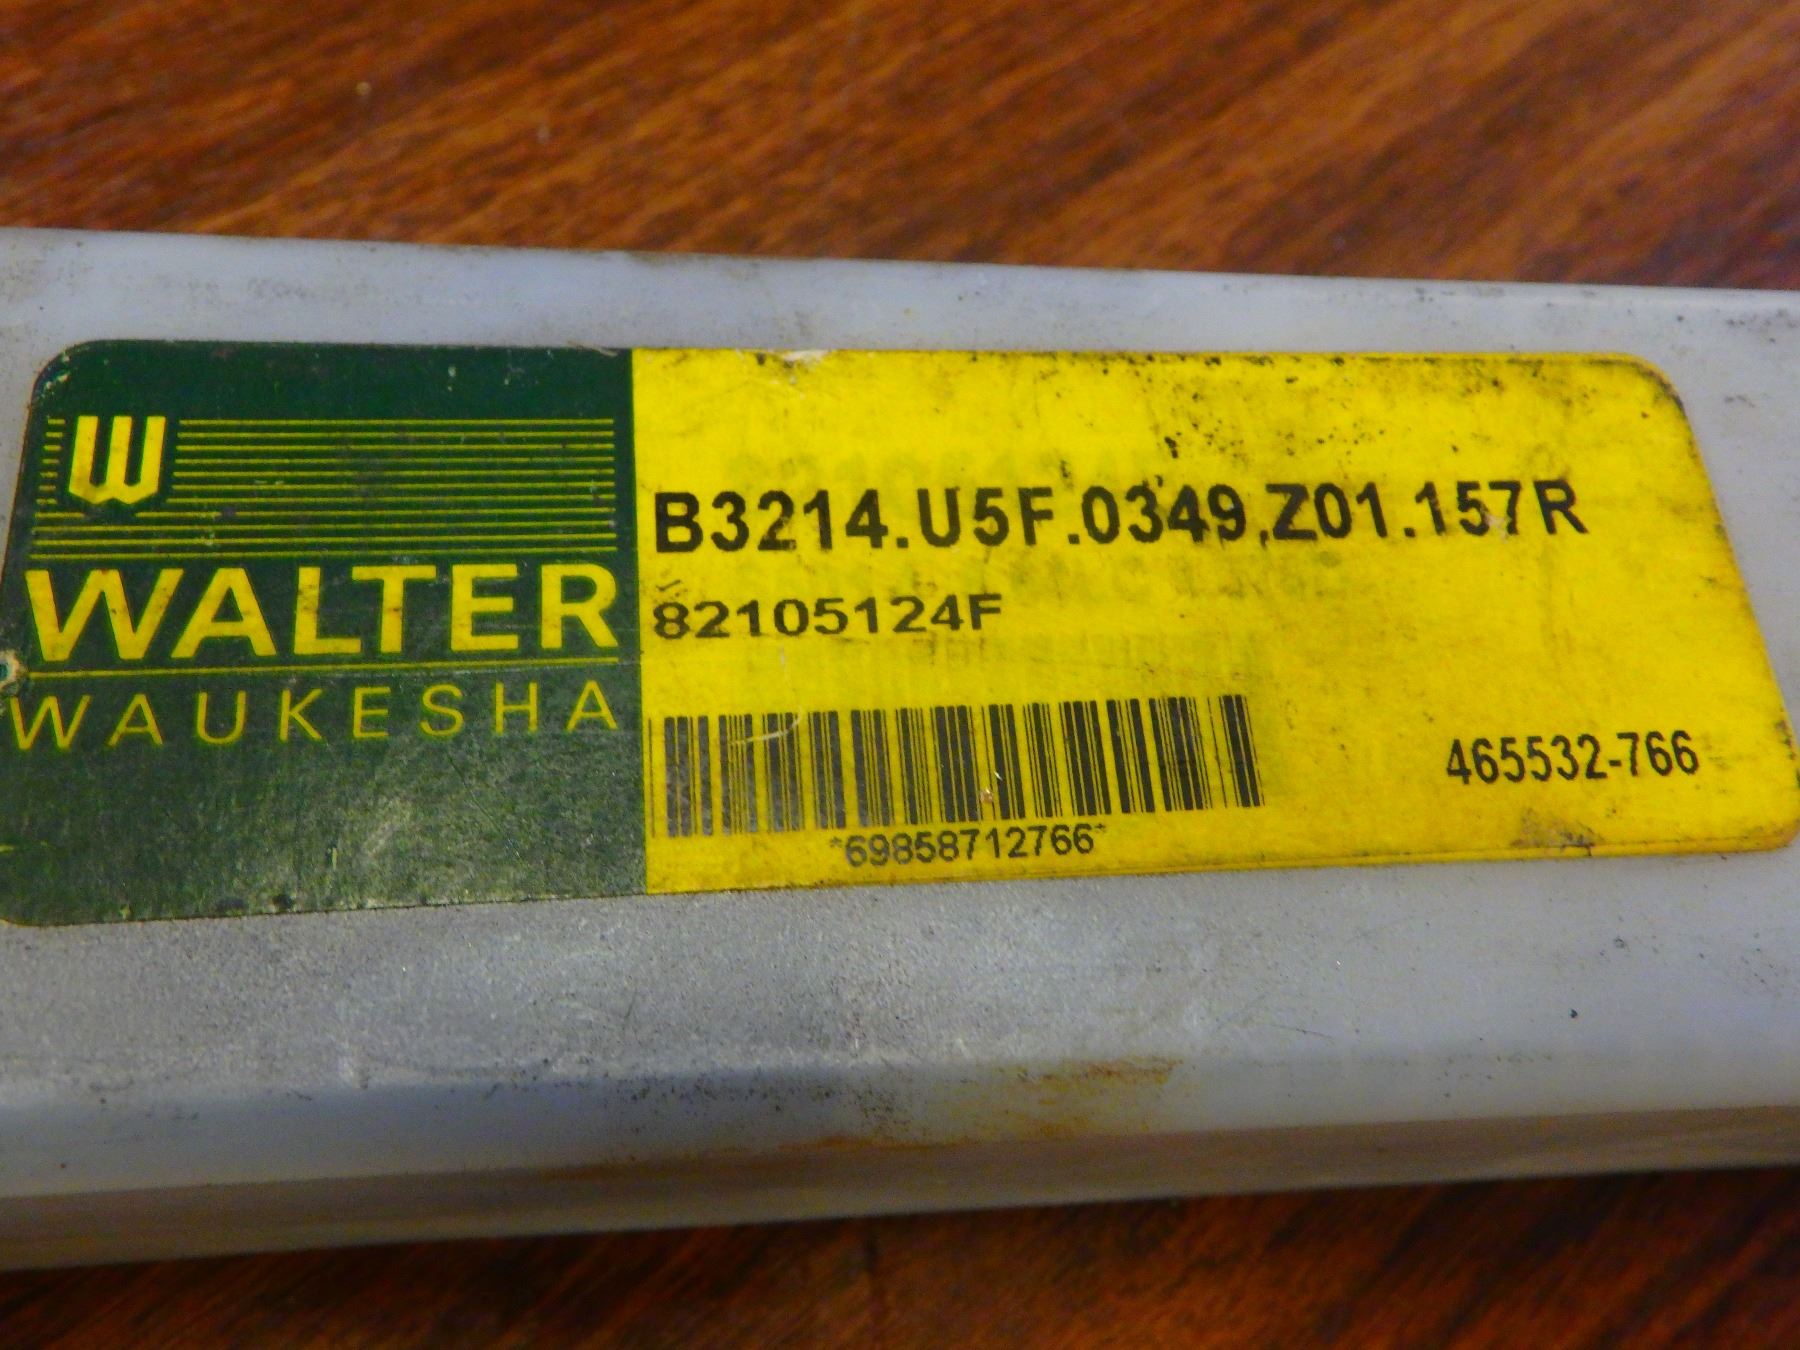 W
WALTER
WAUKESHA
B3214.U5F.0349.Z01.157R
82105124F
*69858712766*
465532-766